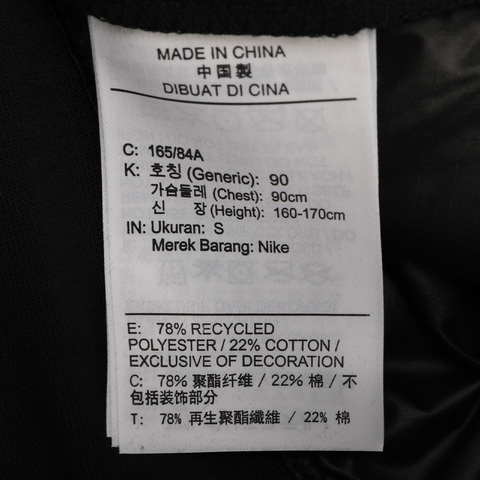 MADE IN CHINA
中国製
DIBUAT DI CINA
C: 165/84A
K: 호칭 (Generic): 90
가슴둘레 (Chest): 90cm
신 장 (Height): 160-170cm
IN: Ukuran: S
Merek Barang: Nike
E: 78% RECYCLED
POLYESTER / 22% COTTON /
EXCLUSIVE OF DECORATION
C: 78% 聚酯纤维 / 22% 棉 / 不
包括装饰部分
T: 78% 再生聚酯纖維 / 22% 棉